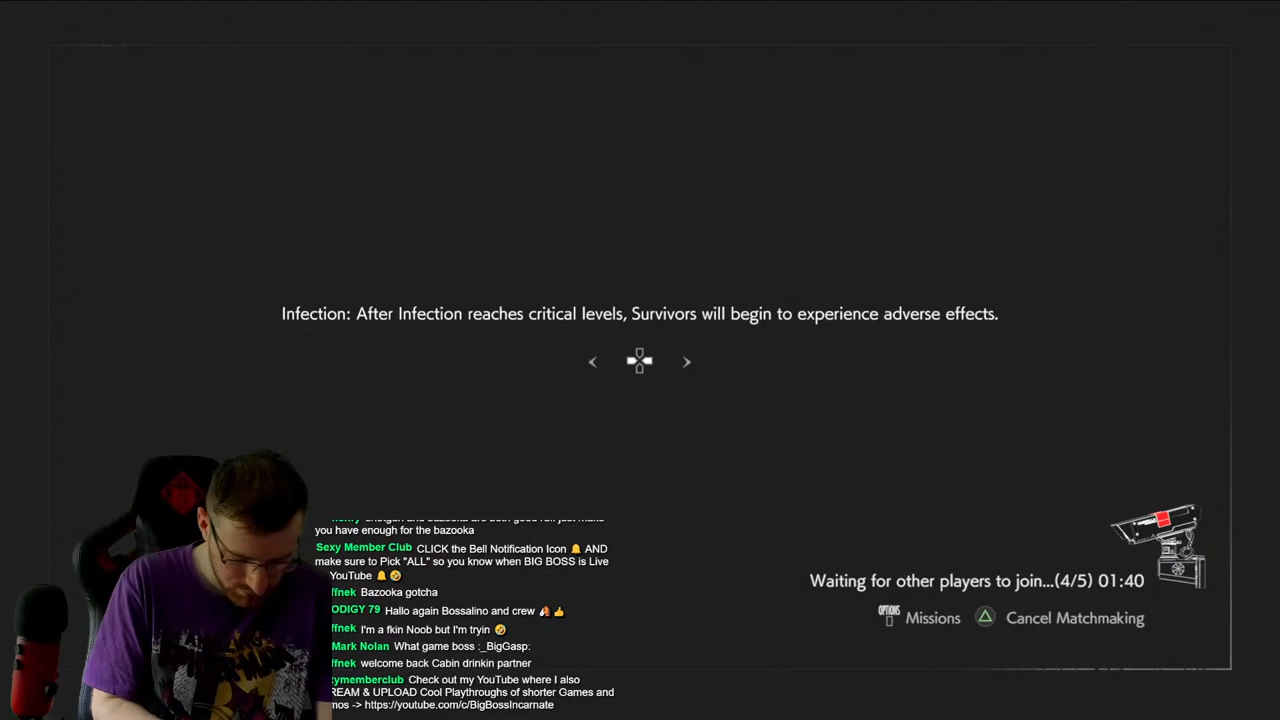 Infection: After Infection reaches critical levels, Survivors will begin to experience adverse effects.
you have enough for the bazooka
Sexy Member Club CLICK the Bell Notification Icon 🔔 AND
make sure to Pick "ALL" so you know when BIG BOSS is Live
YouTube 🔔 🤣
ffnek Bazooka gotcha
ODIGY 79 Hallo again Bossalino and crew 👍
ffnek I'm a fkin Noob but I'm tryin 🤣
Mark Nolan What game boss :_BigGasp:
ffnek welcome back Cabin drinkin partner
xymemberclub Check out my YouTube where I also
REAM & UPLOAD Cool Playthroughs of shorter Games and
mos -> https://youtube.com/c/BigBossIncarnate
Waiting for other players to join...(4/5) 01:40
OPTIONS Missions Cancel Matchmaking